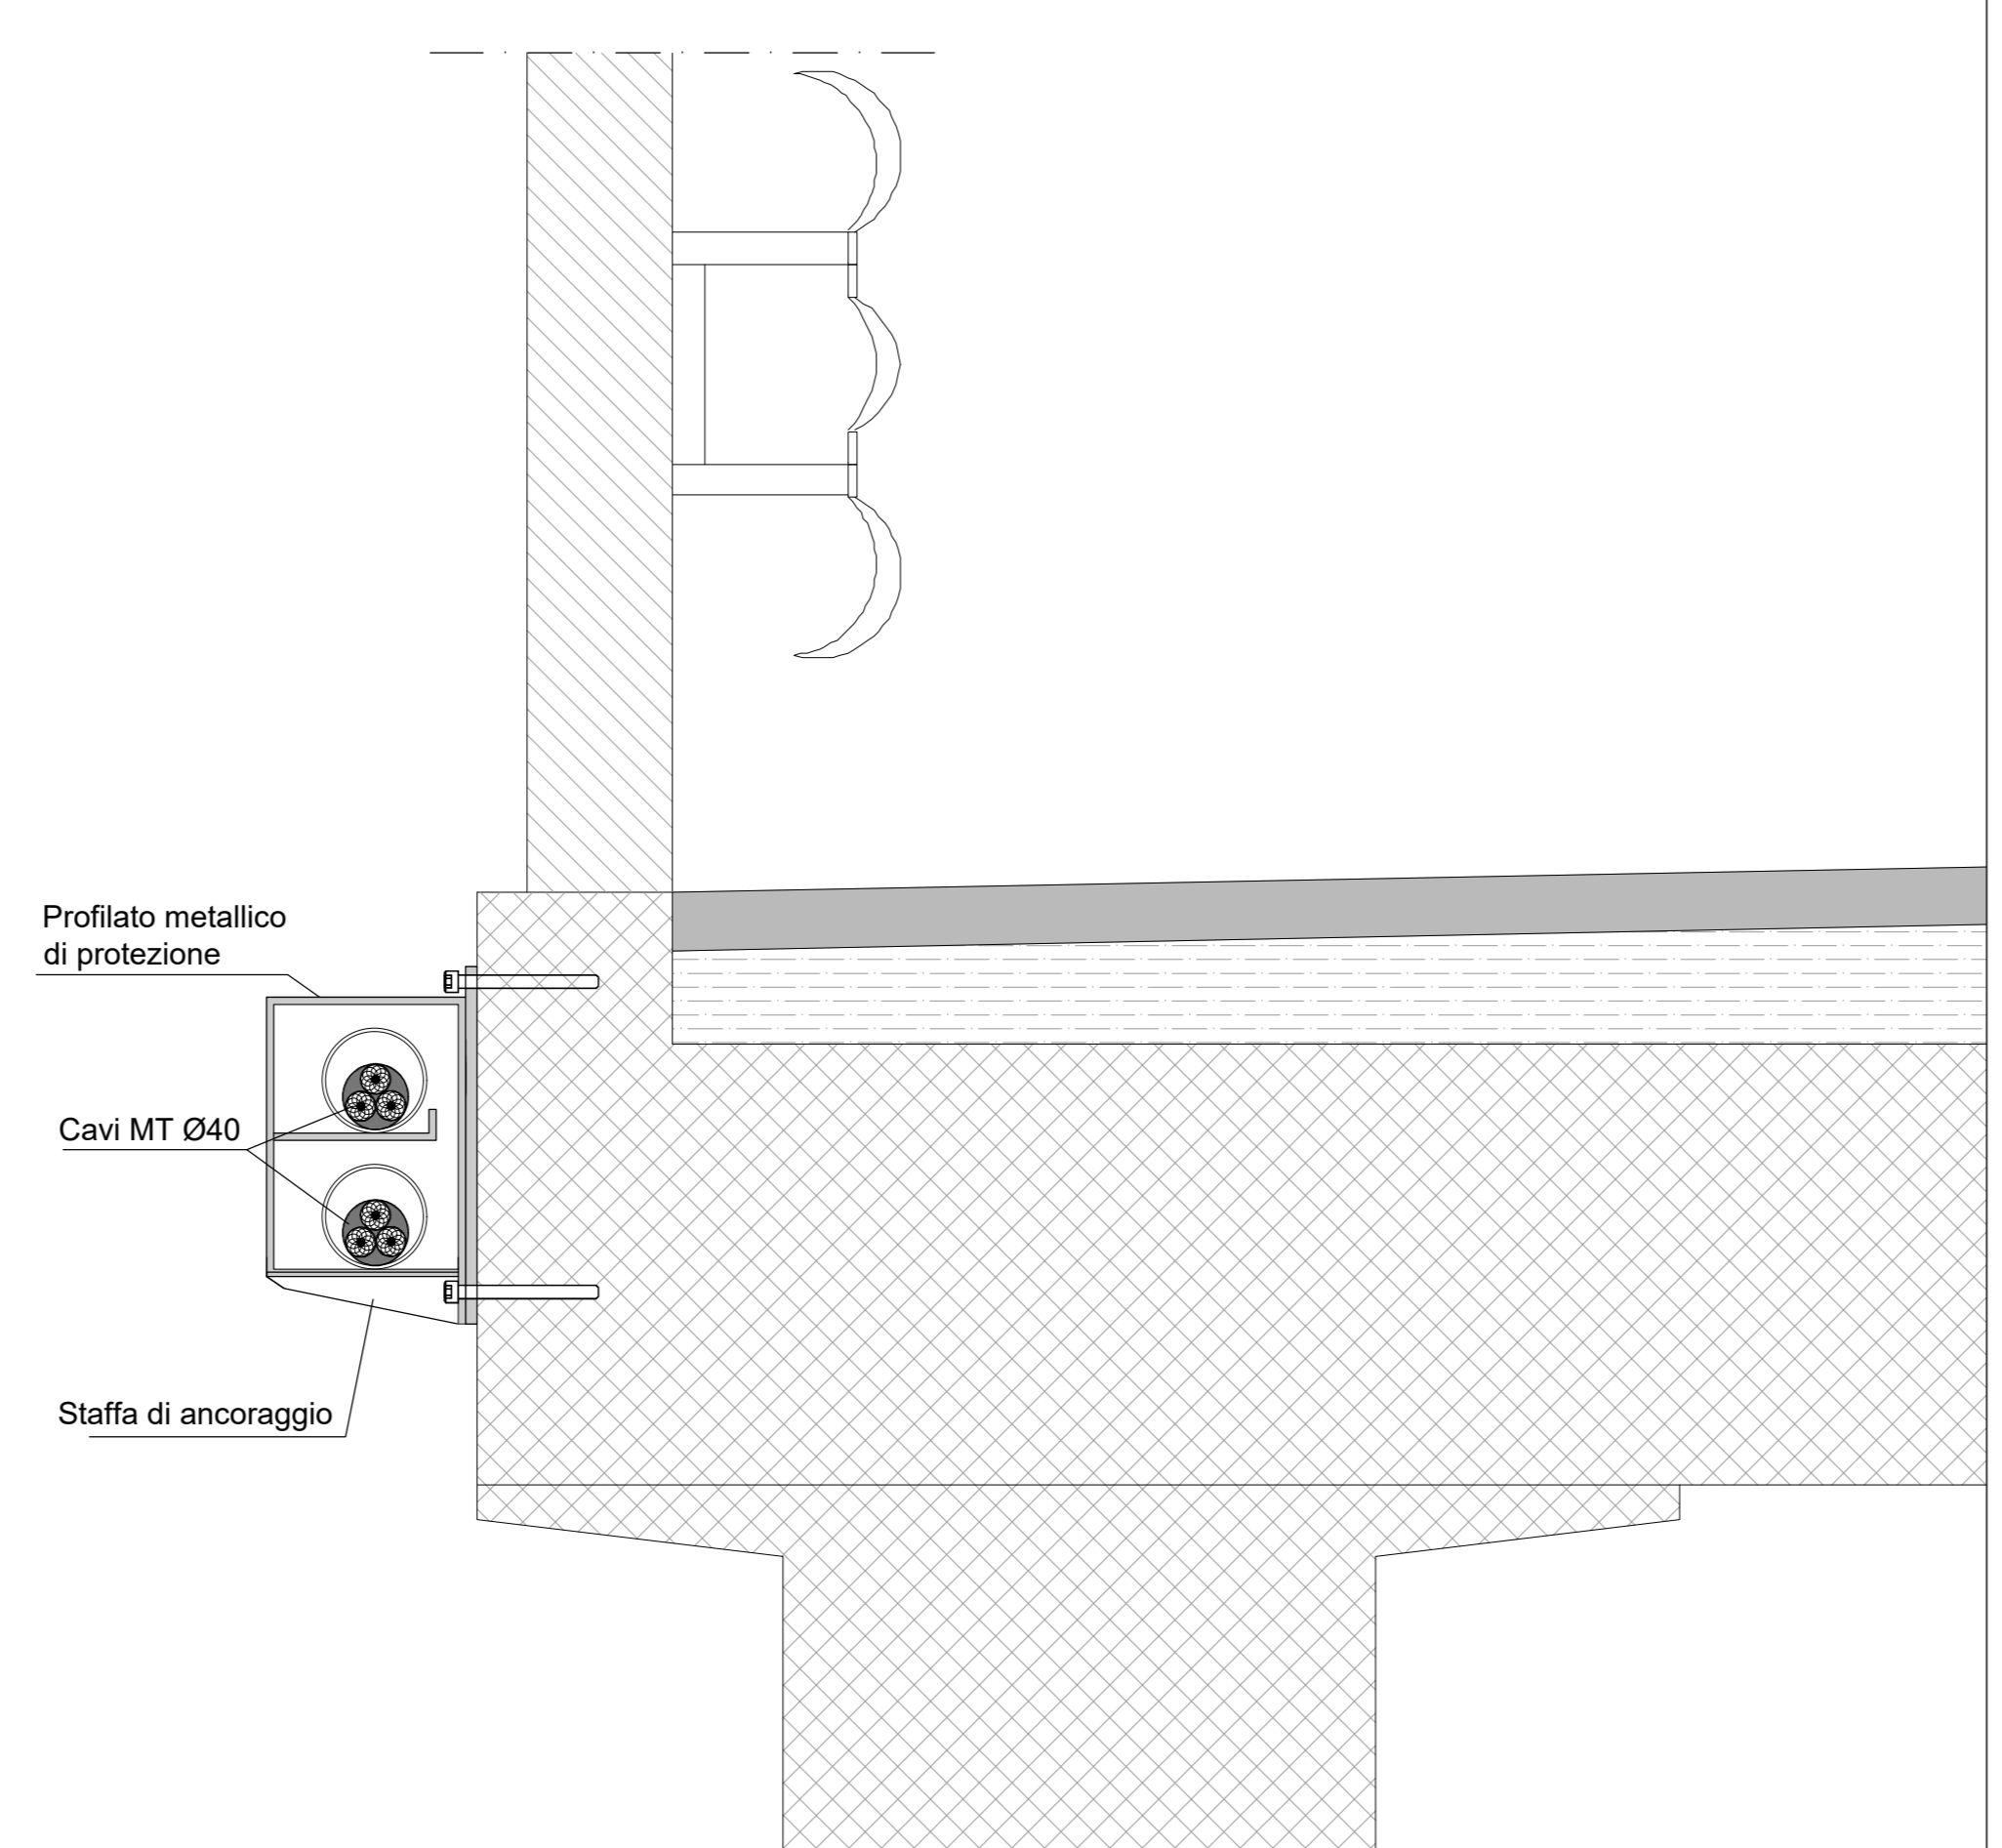 Profilato metallico
di protezione
Cavi MT Ø40
Staffa di ancoraggio